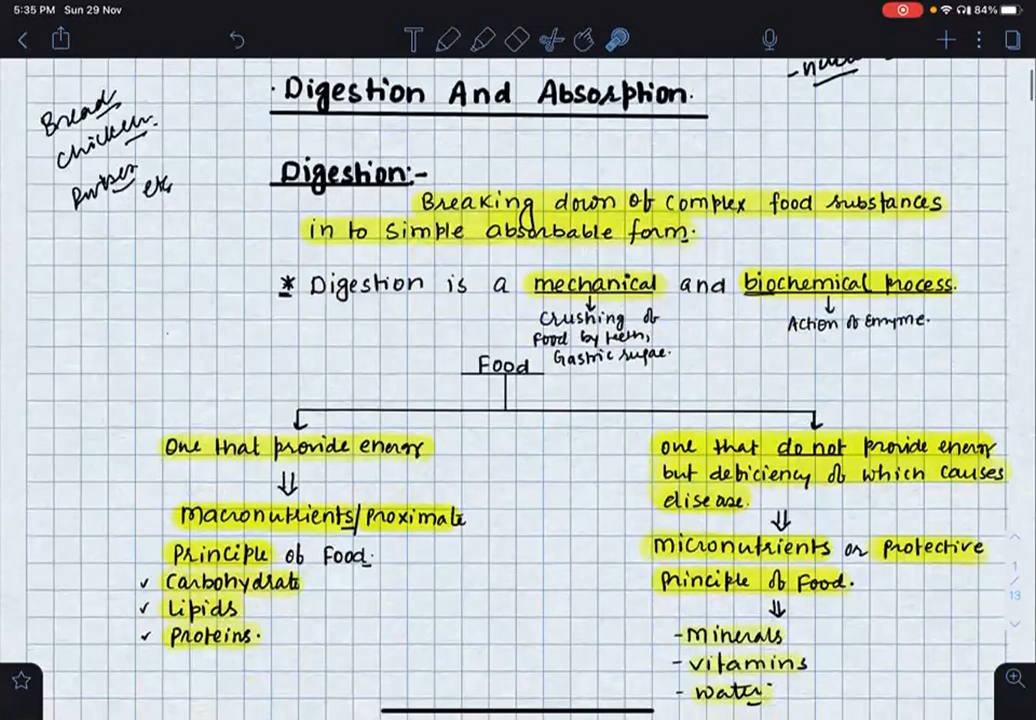 5:35 PM Sun 29 Nov
84%
Digestion And Absorption.
Bread
chicken.
etc
Digestion:-
Breaking down of complex food substances
in to simple absorbable form.
* Digestion is a mechanical and biochemical process.
Crushing of
food by teeth,
Gastric
Action of Enzyme.
Food
One that provide energy
Macronutrients/Proximate
Principle of Food.
✓ Carbohydrate
✓ Lipids
✓ Proteins.
one that do not provide energy
but deficiency of which causes
disease.
micronutrients or protective
principle of Food.
- minerals
- vitamins
- water
1
/
13